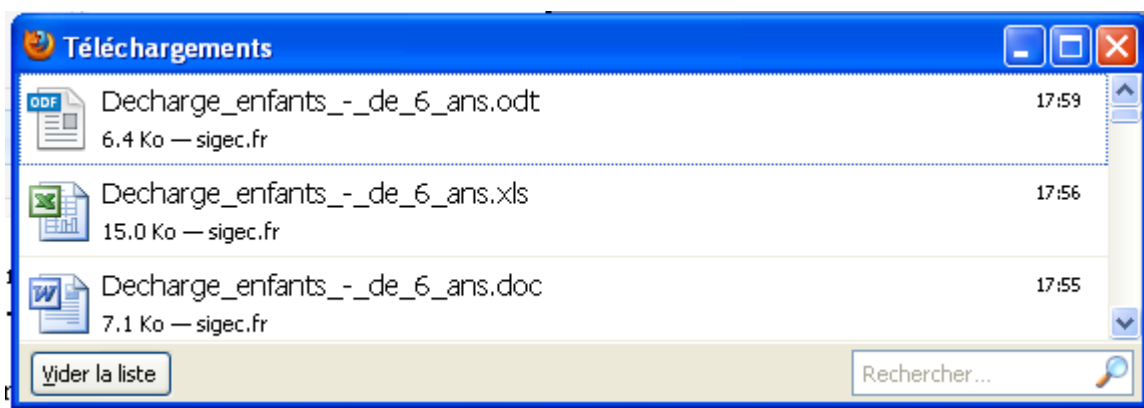 Téléchargements
ODF
Decharge_enfants_-_de_6_ans.odt 17:59
6.4 Ko — sigec.fr
Decharge_enfants_-_de_6_ans.xls 17:56
15.0 Ko — sigec.fr
Decharge_enfants_-_de_6_ans.doc 17:55
7.1 Ko — sigec.fr
Vider la liste Rechercher...